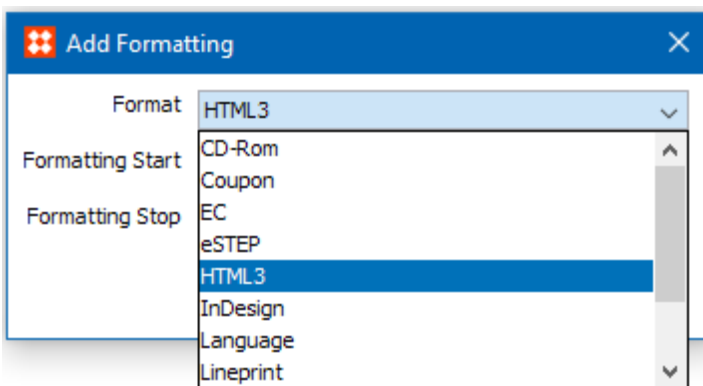 Add Formatting
Format HTML3
CD-Rom
Formatting Start
Coupon
Formatting Stop EC
eSTEP
HTML3
InDesign
Language
Lineprint